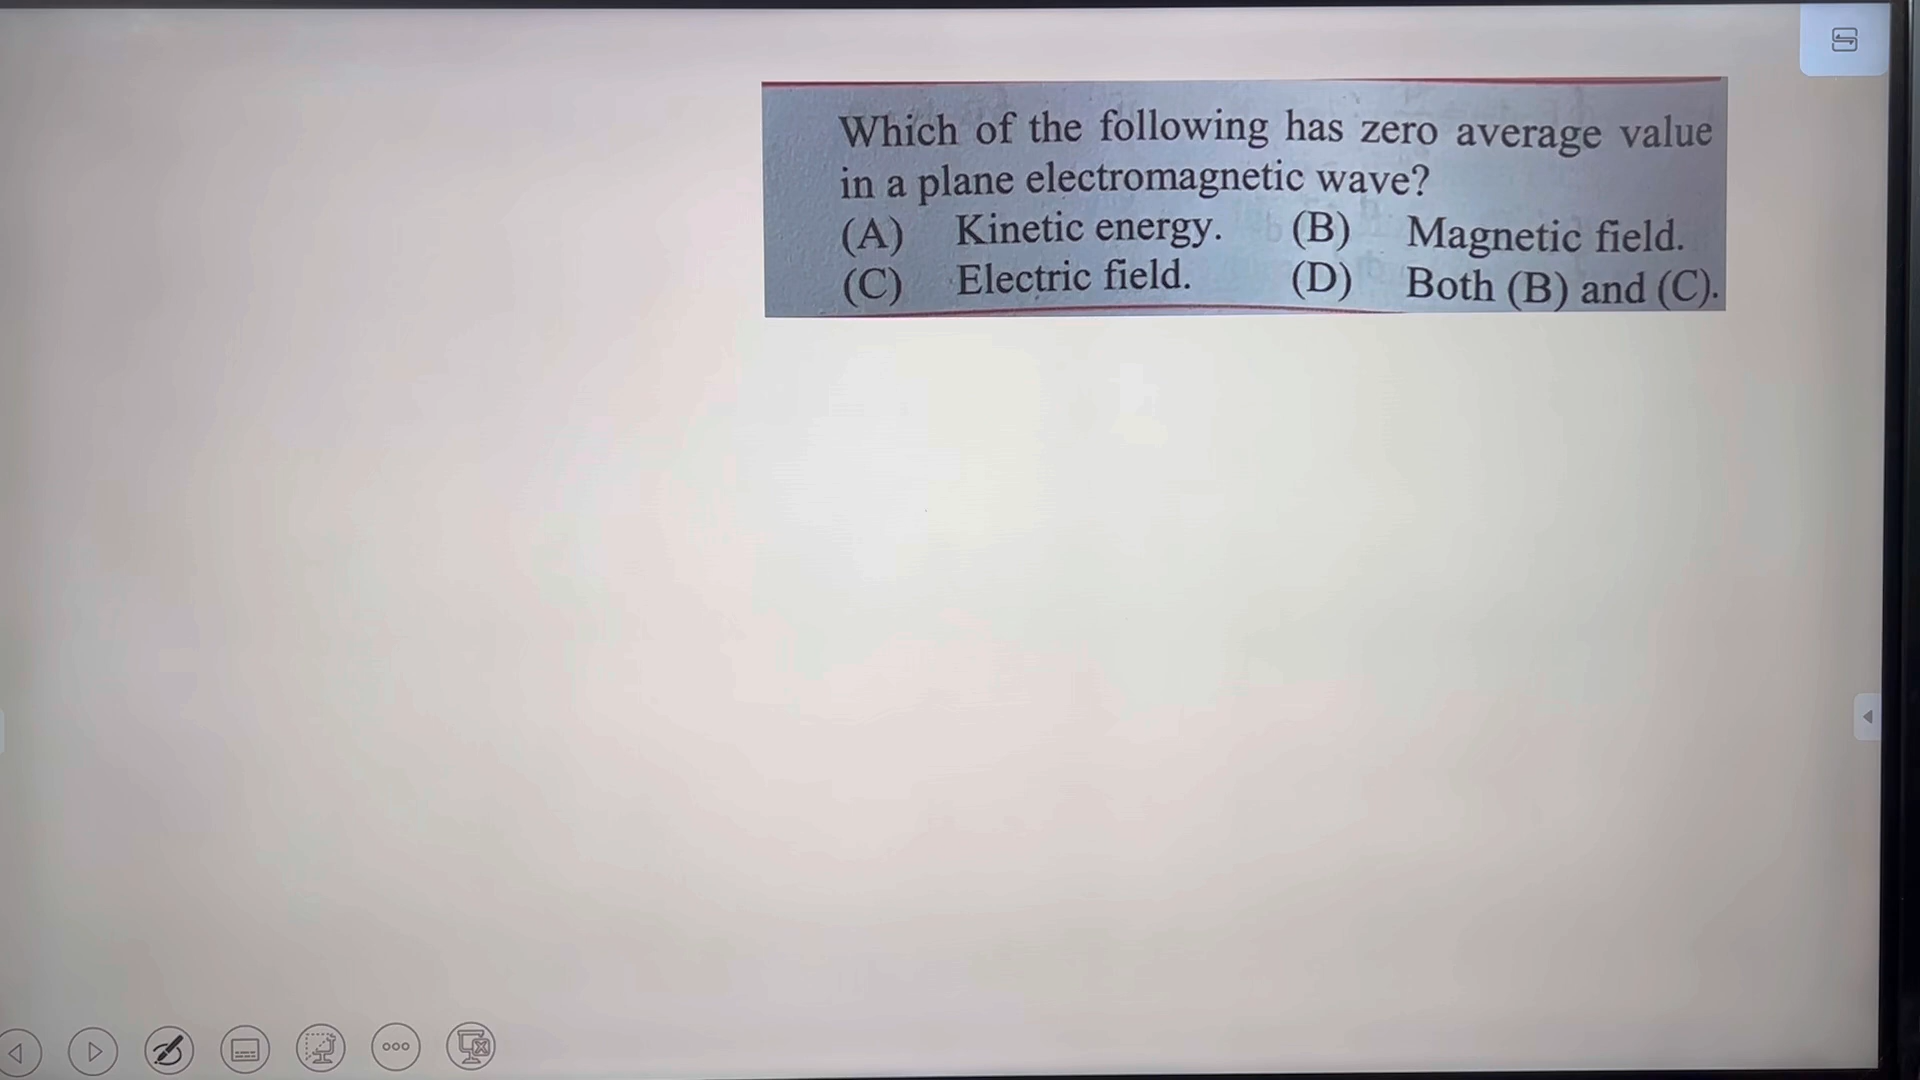 Which of the following has zero average value
in a plane electromagnetic wave?
(A) Kinetic energy. (B) Magnetic field.
(C) Electric field. (D) Both (B) and (C).